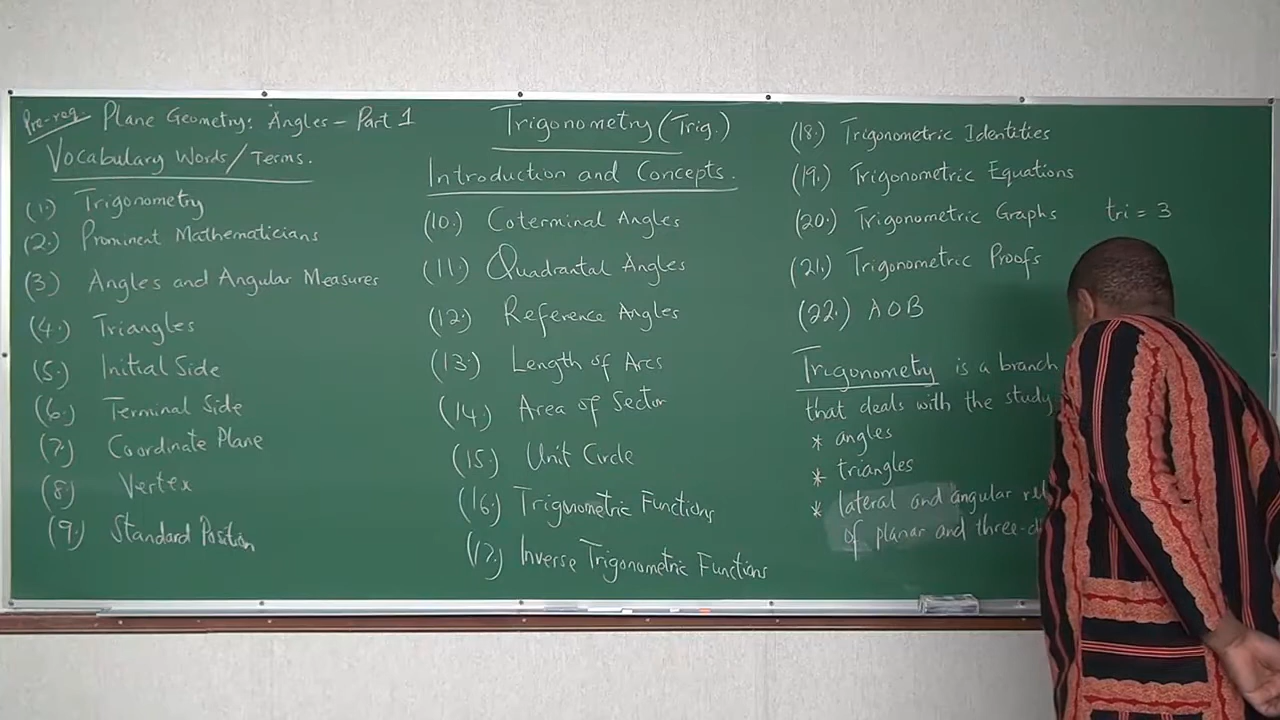 Pre-req Plane Geometry: Angles - Part 1
Vocabulary Words/Terms.
(1.) Trigonometry
(2.) Prominent Mathematicians
(3.) Angles and Angular Measures
(4.) Triangles
(5.) Initial Side
(6.) Terminal Side
(7.) Coordinate Plane
(8.) Vertex
(9.) Standard Position
Trigonometry (Trig.)
Introduction and Concepts.
(10.) Coterminal Angles
(11.) Quadrantal Angles
(12.) Reference Angles
(13.) Length of Arcs
(14.) Area of Sector
(15.) Unit Circle
(16.) Trigonometric Functions
(17.) Inverse Trigonometric Functions
(18.) Trigonometric Identities
(19.) Trigonometric Equations
(20.) Trigonometric Graphs
tri = 3
(21.) Trigonometric Proofs
(22.) AOB
Trigonometry is a branch
that deals with the study
* angles
* triangles
* lateral and angular
of planar and